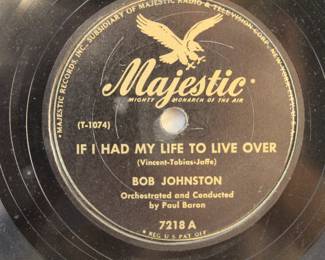 MAJESTIC RECORDS, INC. SUBSIDIARY OF MAJESTIC RADIO & TELEVISION CORP.
Majestic
MIGHTY MONARCH OF THE AIR
(T-1074)
IF I HAD MY LIFE TO LIVE OVER
(Vincent-Tobias-Jaffe)
BOB JOHNSTON
Orchestrated and Conducted
by Paul Baron
7218 A
REG U S PAT OFF